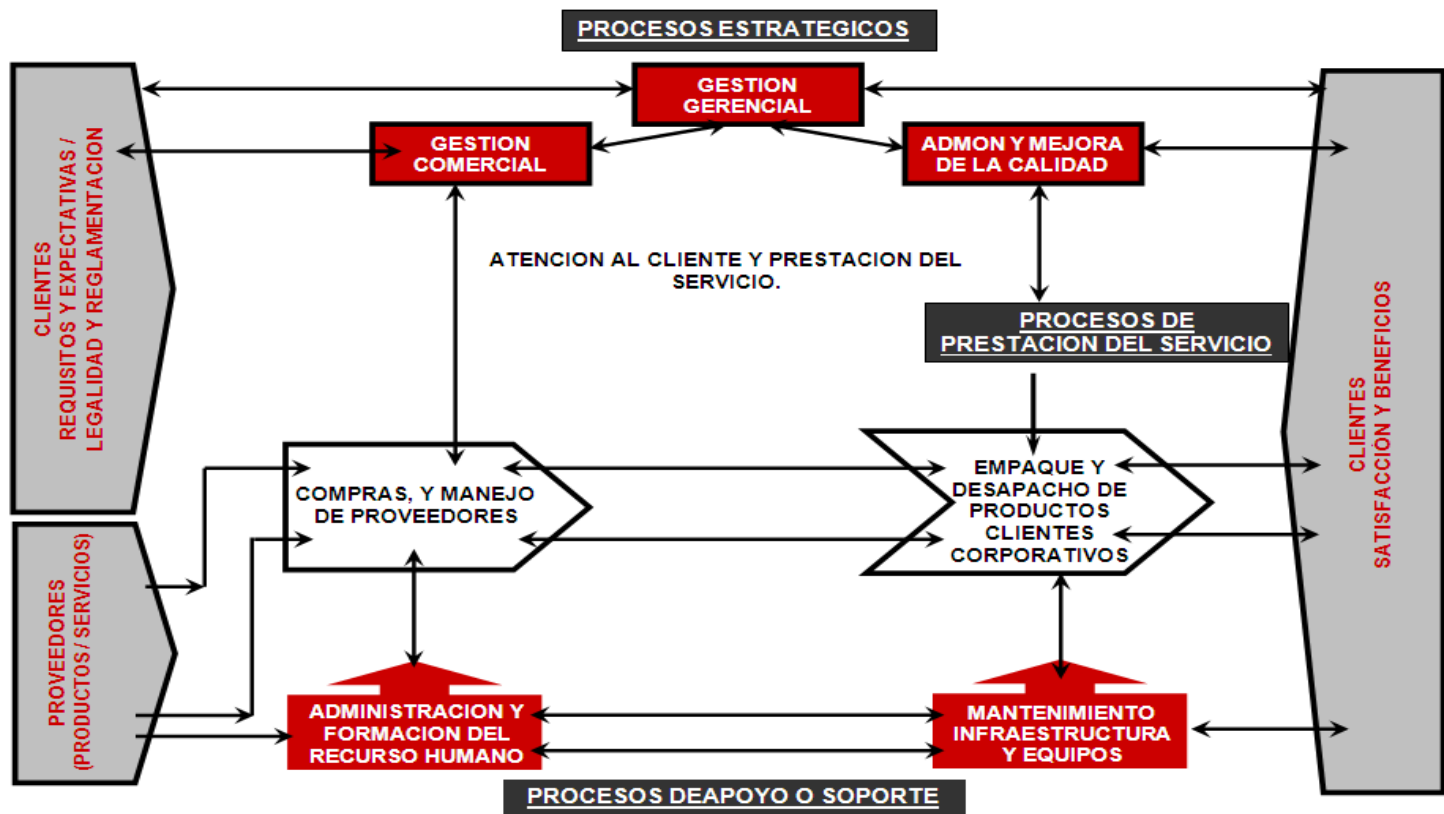 PROCESOS ESTRATEGICOS
GESTION
GERENCIAL
GESTION
COMERCIAL
ADMON Y MEJORA
DE LA CALIDAD
CLIENTES
REQUISITOS Y EXPECTATIVAS /
LEGALIDAD Y REGLAMENTACION
ATENCION AL CLIENTE Y PRESTACION DEL
SERVICIO.
PROCESOS DE
PRESTACION DEL SERVICIO
CLIENTES
SATISFACCIÓN Y BENEFICIOS
COMPRAS, Y MANEJO
DE PROVEEDORES
EMPAQUE Y
DESAPACHO DE
PRODUCTOS
CLIENTES
CORPORATIVOS
PROVEEDORES
(PRODUCTOS / SERVICIOS)
ADMINISTRACION Y
FORMACION DEL
RECURSO HUMANO
MANTENIMIENTO
INFRAESTRUCTURA
Y EQUIPOS
PROCESOS DEAPOYO O SOPORTE